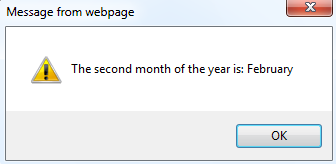 Message from webpage
The second month of the year is: February
OK